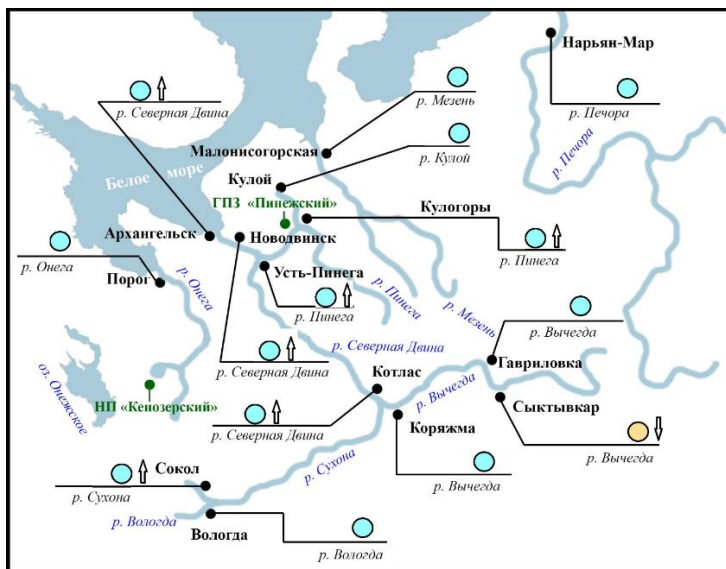 Нарьян-Мар
р. Северная Двина
р. Мезень
р. Печора
р. Печора
Малонисогорская
Белое море
р. Кулой
Кулой
ГПЗ «Пинежский»
Кулогоры
Архангельск
Новодвинск
р. Онега
р. Пинега
Усть-Пинега
Порог
р. Онега
р. Пинега
р. Мезень
р. Пинега
р. Вычегда
р. Северная Двина
Гавриловка
р. Северная Двина
Котлас
оз. Онежское
р. Вычегда
НП «Кенозерский»
Сыктывкар
Коряжма
р. Северная Двина
р. Вычегда
Сокол
р. Сухона
р. Вычегда
р. Сухона
р. Вологда
Вологда
р. Вологда